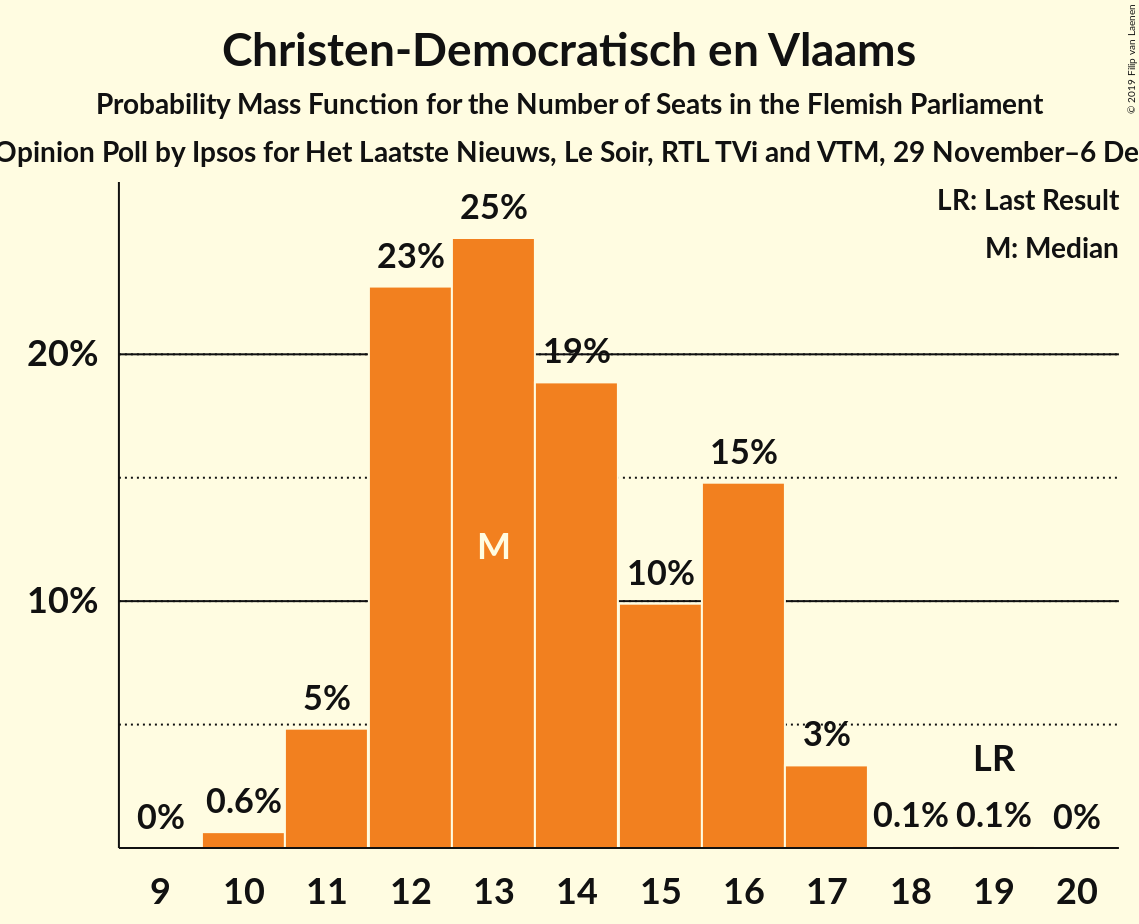 Christen-Democratisch en Vlaams
Probability Mass Function for the Number of Seats in the Flemish Parliament
Opinion Poll by Ipsos for Het Laatste Nieuws, Le Soir, RTL TVi and VTM, 29 November–6 De
© 2019 Filip van Laenen
LR: Last Result
M: Median
25%
23%
20%
19%
15%
M
10%
10%
5%
3%
LR
0%
0.6%
0.1%
0.1%
0%
9 10 11 12 13 14 15 16 17 18 19 20